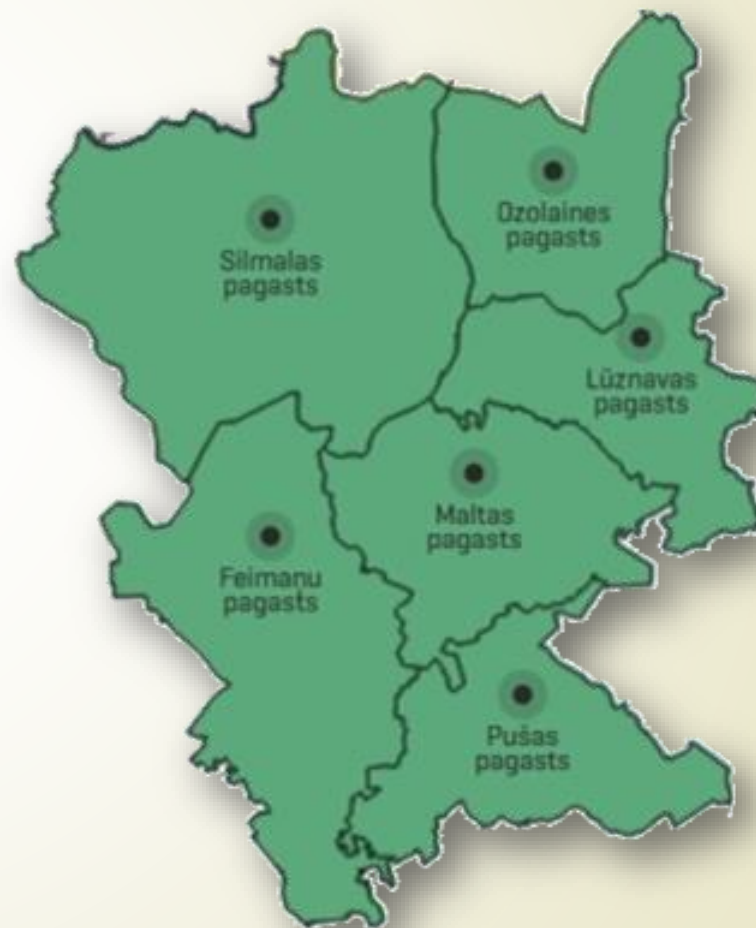 Ozolaines
pagasts
Silmalas
pagasts
Lūznavas
pagasts
Maltas
pagasts
Feimaņu
pagasts
Pušas
pagasts